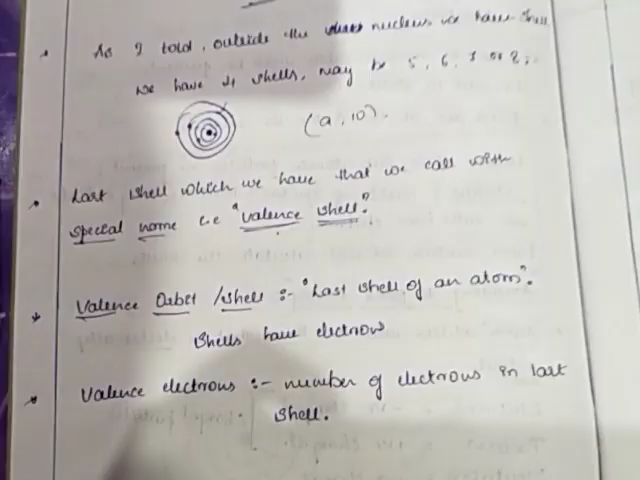 As I told, outside the nucleus we have shell
we have 4 shells, may be 5, 6, 7 or 8,
(a, 10).
Last shell which we have that we call with
special name i.e "valence shell".
Valence Orbit / shell :- "Last shell of an atom".
Shells have electron
Valence electrons :- number of electrons in last
shell.